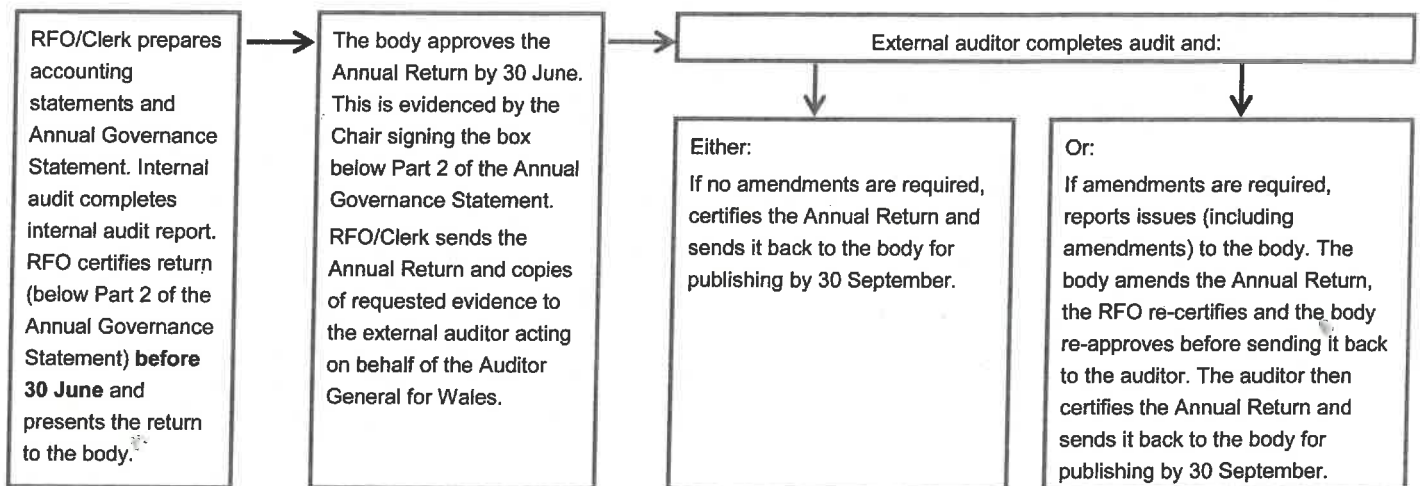 RFO/Clerk prepares
accounting
statements and
Annual Governance
Statement. Internal
audit completes
internal audit report.
RFO certifies return
(below Part 2 of the
Annual Governance
Statement) before
30 June and
presents the return
to the body.
The body approves the
Annual Return by 30 June.
This is evidenced by the
Chair signing the box
below Part 2 of the Annual
Governance Statement.
RFO/Clerk sends the
Annual Return and copies
of requested evidence to
the external auditor acting
on behalf of the Auditor
General for Wales.
External auditor completes audit and:
Either:
If no amendments are required,
certifies the Annual Return and
sends it back to the body for
publishing by 30 September.
Or:
If amendments are required,
reports issues (including
amendments) to the body. The
body amends the Annual Return,
the RFO re-certifies and the body
re-approves before sending it back
to the auditor. The auditor then
certifies the Annual Return and
sends it back to the body for
publishing by 30 September.